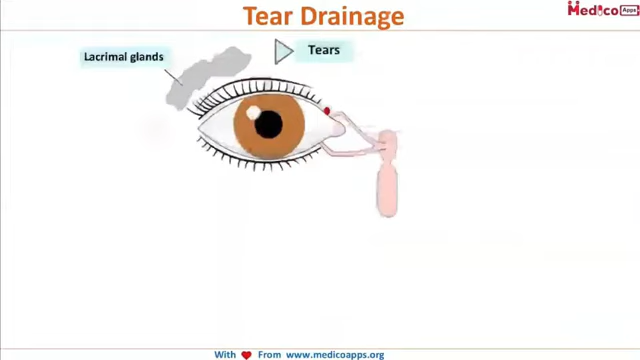 Tear Drainage
Medico Apps
Lacrimal glands
Tears
With From www.medicoapps.org